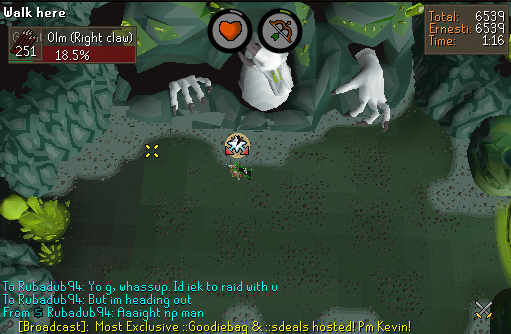 Walk here
Olm (Right claw)
251
18.5%
Total: 6539
Ernesti: 6539
Time: 1:16
To Rubadub94: Yo g, whassup. Id iek to raid with u
To Rubadub94: But im heading out
From Rubadub94: Aaaight np man
[Broadcast]: Most Exclusive ::Goodiebag & ::sdeals hosted! Pm Kevin!